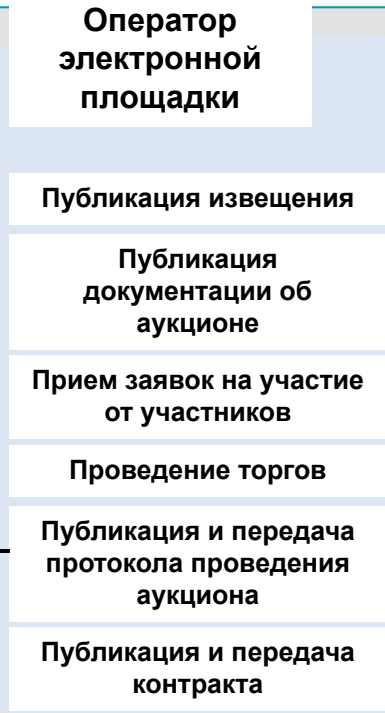 Оператор
электронной
площадки
Публикация извещения
Публикация
документации об
аукционе
Прием заявок на участие
от участников
Проведение торгов
Публикация и передача
протокола проведения
аукциона
Публикация и передача
контракта